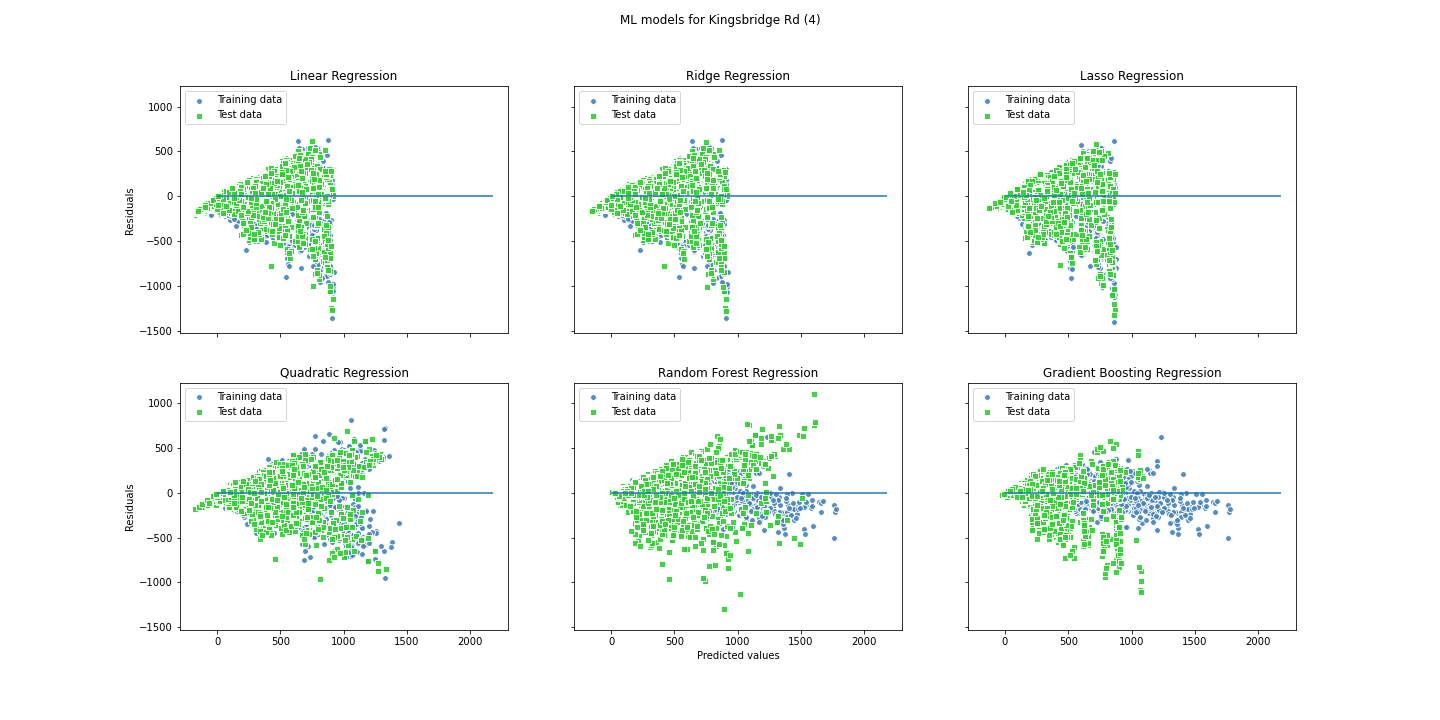 ML models for Kingsbridge Rd (4)
Linear Regression
Training data
Test data
1000
500
0
−500
−1000
−1500
Residuals
Ridge Regression
Training data
Test data
Lasso Regression
Training data
Test data
Quadratic Regression
Training data
Test data
1000
500
0
−500
−1000
−1500
Residuals
0 500 1000 1500 2000
Random Forest Regression
Training data
Test data
0 500 1000 1500 2000
Predicted values
Gradient Boosting Regression
Training data
Test data
0 500 1000 1500 2000